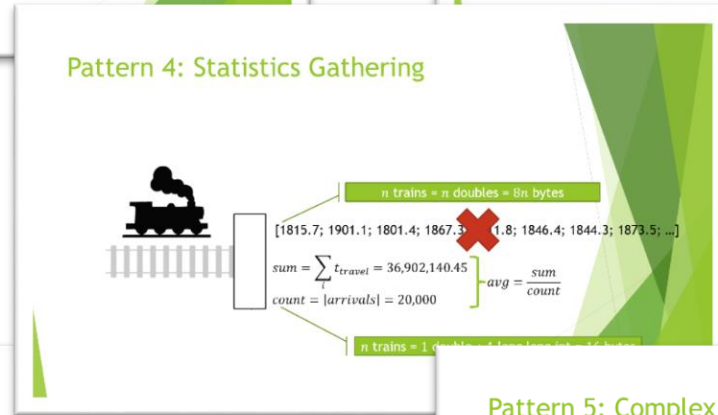 Pattern 4: Statistics Gathering
n trains = n doubles = 8n bytes
[1815.7; 1901.1; 1801.4; 1867.3 1.8; 1846.4; 1844.3; 1873.5; ...]
sum = ∑ᵢ t_travel = 36,902,140.45
count = |arrivals| = 20,000
avg = sum/count
n trains = 1
Pattern 5: Complex